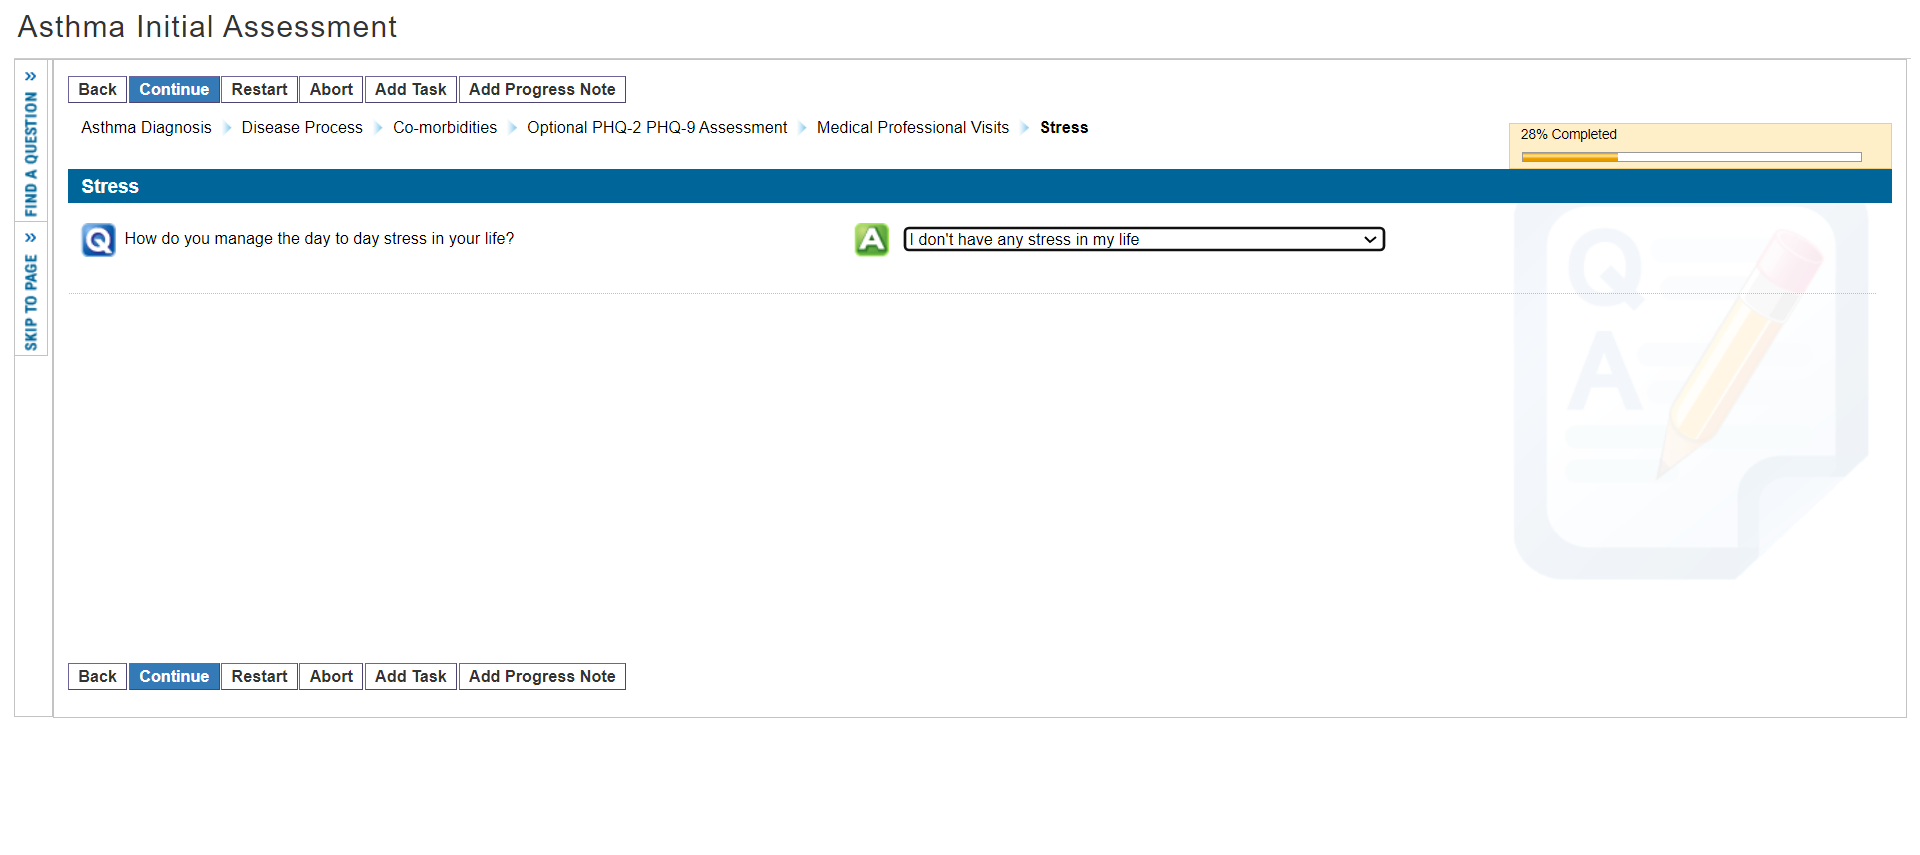 Asthma Initial Assessment
» FIND A QUESTION
» SKIP TO PAGE
Back Continue Restart Abort Add Task Add Progress Note
Asthma Diagnosis Disease Process Co-morbidities Optional PHQ-2 PHQ-9 Assessment Medical Professional Visits Stress
28% Completed
Stress
Q How do you manage the day to day stress in your life? A I don't have any stress in my life
Q
A
Back Continue Restart Abort Add Task Add Progress Note